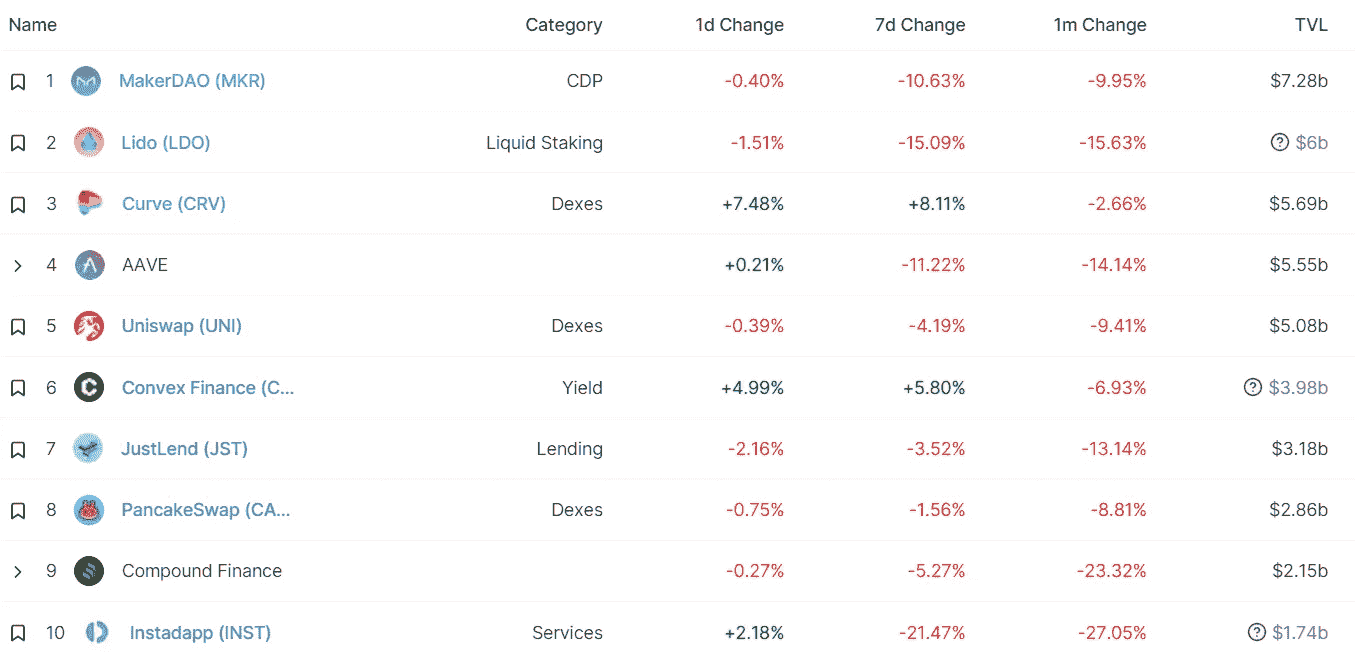 Name Category 1d Change 7d Change 1m Change TVL
1 MakerDAO (MKR) CDP -0.40% -10.63% -9.95% $7.28b
2 Lido (LDO) Liquid Staking -1.51% -15.09% -15.63% ? $6b
3 Curve (CRV) Dexes +7.48% +8.11% -2.66% $5.69b
4 AAVE +0.21% -11.22% -14.14% $5.55b
5 Uniswap (UNI) Dexes -0.39% -4.19% -9.41% $5.08b
6 Convex Finance (C... Yield +4.99% +5.80% -6.93% ? $3.98b
7 JustLend (JST) Lending -2.16% -3.52% -13.14% $3.18b
8 PancakeSwap (CA... Dexes -0.75% -1.56% -8.81% $2.86b
9 Compound Finance -0.27% -5.27% -23.32% $2.15b
10 Instadapp (INST) Services +2.18% -21.47% -27.05% ? $1.74b